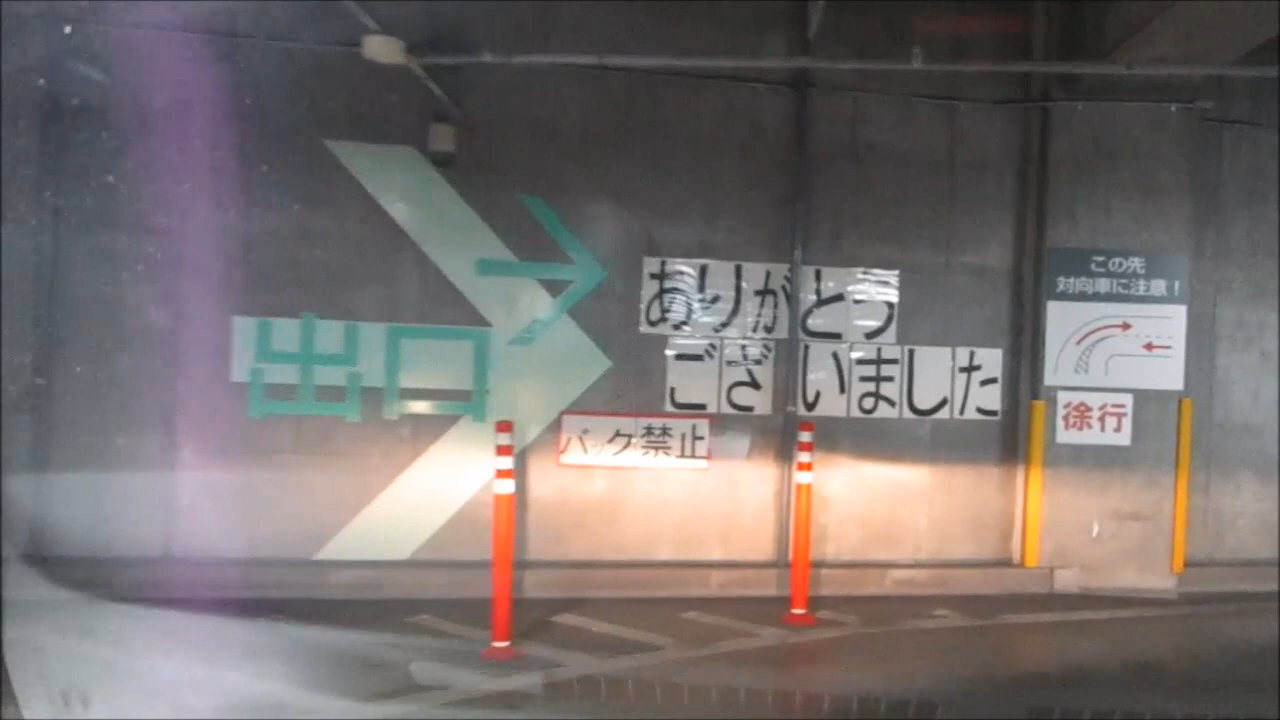 出口→
ありがとう
ございました
バック禁止
この先
対向車に注意！
徐行